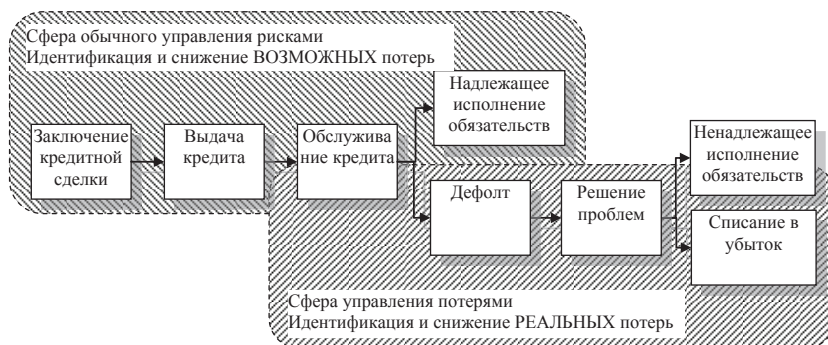 Сфера обычного управления рисками
Идентификация и снижение ВОЗМОЖНЫХ потерь
Заключение
кредитной
сделки
Выдача
кредита
Обслужива
ние кредита
Надлежащее
исполнение
обязательств
Дефолт
Решение
проблем
Ненадлежащее
исполнение
обязательств
Списание в
убыток
Сфера управления потерями
Идентификация и снижение РЕАЛЬНЫХ потерь